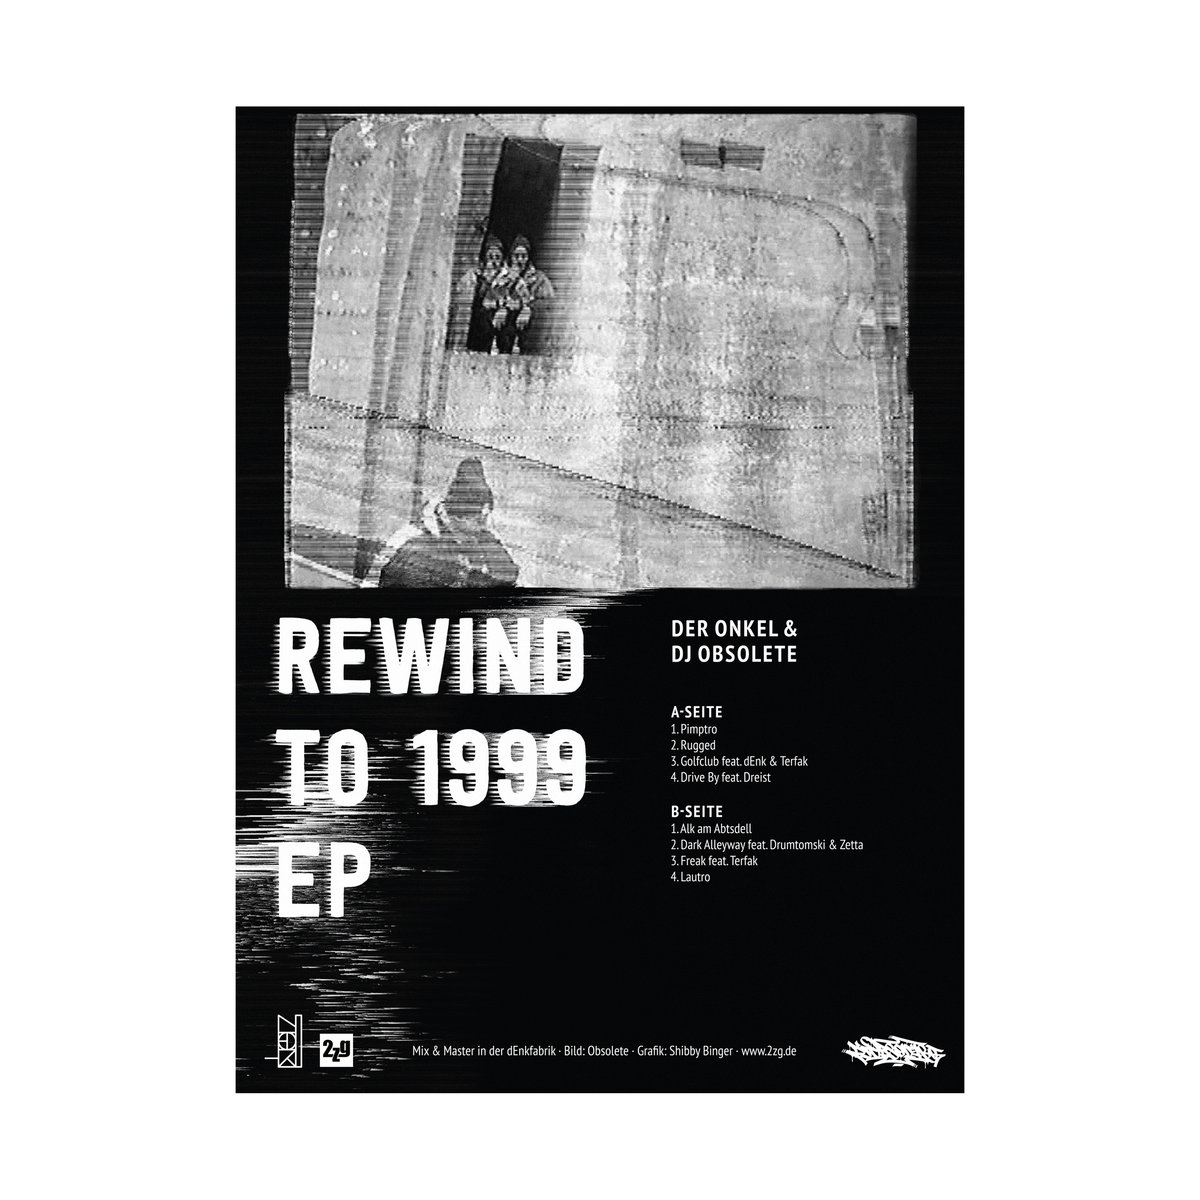 REWIND
TO 1999
EP
DER ONKEL &
DJ OBSOLETE
A-SEITE
1. Pimptro
2. Rugged
3. Golfclub feat. dEnk & Terfak
4. Drive By feat. Dreist
B-SEITE
1. Alk am Abtsdell
2. Dark Alleyway feat. Drumtomski & Zetta
3. Freak feat. Terfak
4. Lautro
2zg
Mix & Master in der dEnkfabrik · Bild: Obsolete · Grafik: Shibby Binger · www.2zg.de